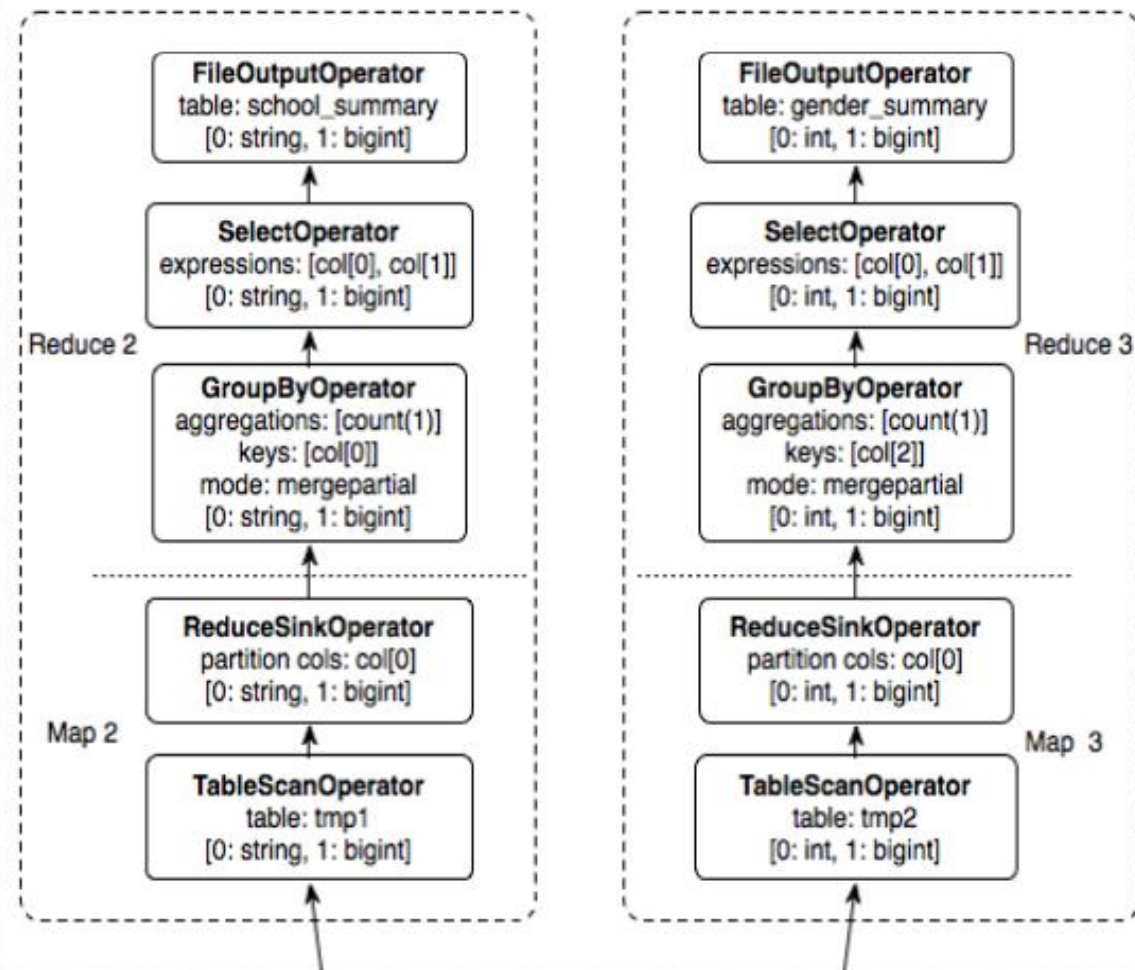 FileOutputOperator
table: school_summary
[0: string, 1: bigint]
SelectOperator
expressions: [col[0], col[1]]
[0: string, 1: bigint]
Reduce 2
GroupByOperator
aggregations: [count(1)]
keys: [col[0]]
mode: mergepartial
[0: string, 1: bigint]
ReduceSinkOperator
partition cols: col[0]
[0: string, 1: bigint]
Map 2
TableScanOperator
table: tmp1
[0: string, 1: bigint]
FileOutputOperator
table: gender_summary
[0: int, 1: bigint]
SelectOperator
expressions: [col[0], col[1]]
[0: int, 1: bigint]
Reduce 3
GroupByOperator
aggregations: [count(1)]
keys: [col[2]]
mode: mergepartial
[0: int, 1: bigint]
ReduceSinkOperator
partition cols: col[0]
[0: int, 1: bigint]
Map 3
TableScanOperator
table: tmp2
[0: int, 1: bigint]